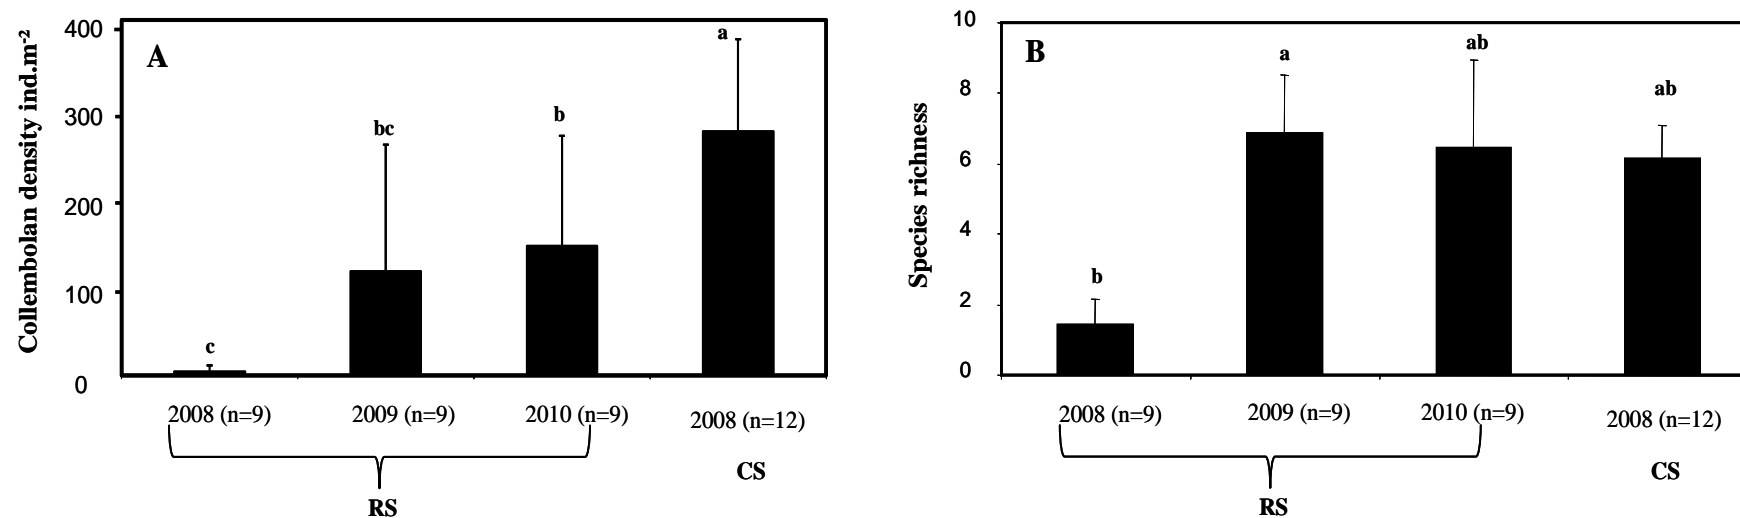 A
Collembolan density ind.m-2
400
300
200
100
0
a
bc
b
c
2008 (n=9)
2009 (n=9)
2010 (n=9)
2008 (n=12)
RS
CS
B
Species richness
10
8
6
4
2
0
b
a
ab
ab
2008 (n=9)
2009 (n=9)
2010 (n=9)
2008 (n=12)
RS
CS